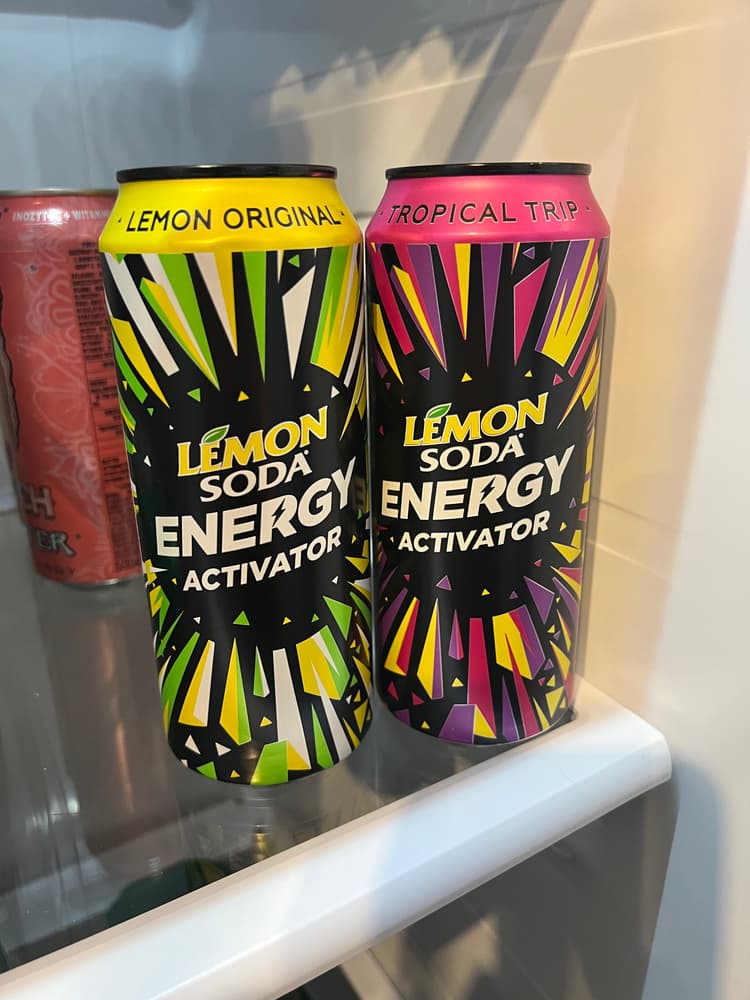 · LEMON ORIGINAL ·
LEMON
SODA
ENERGY
ACTIVATOR
· TROPICAL TRIP ·
LEMON
SODA
ENERGY
ACTIVATOR